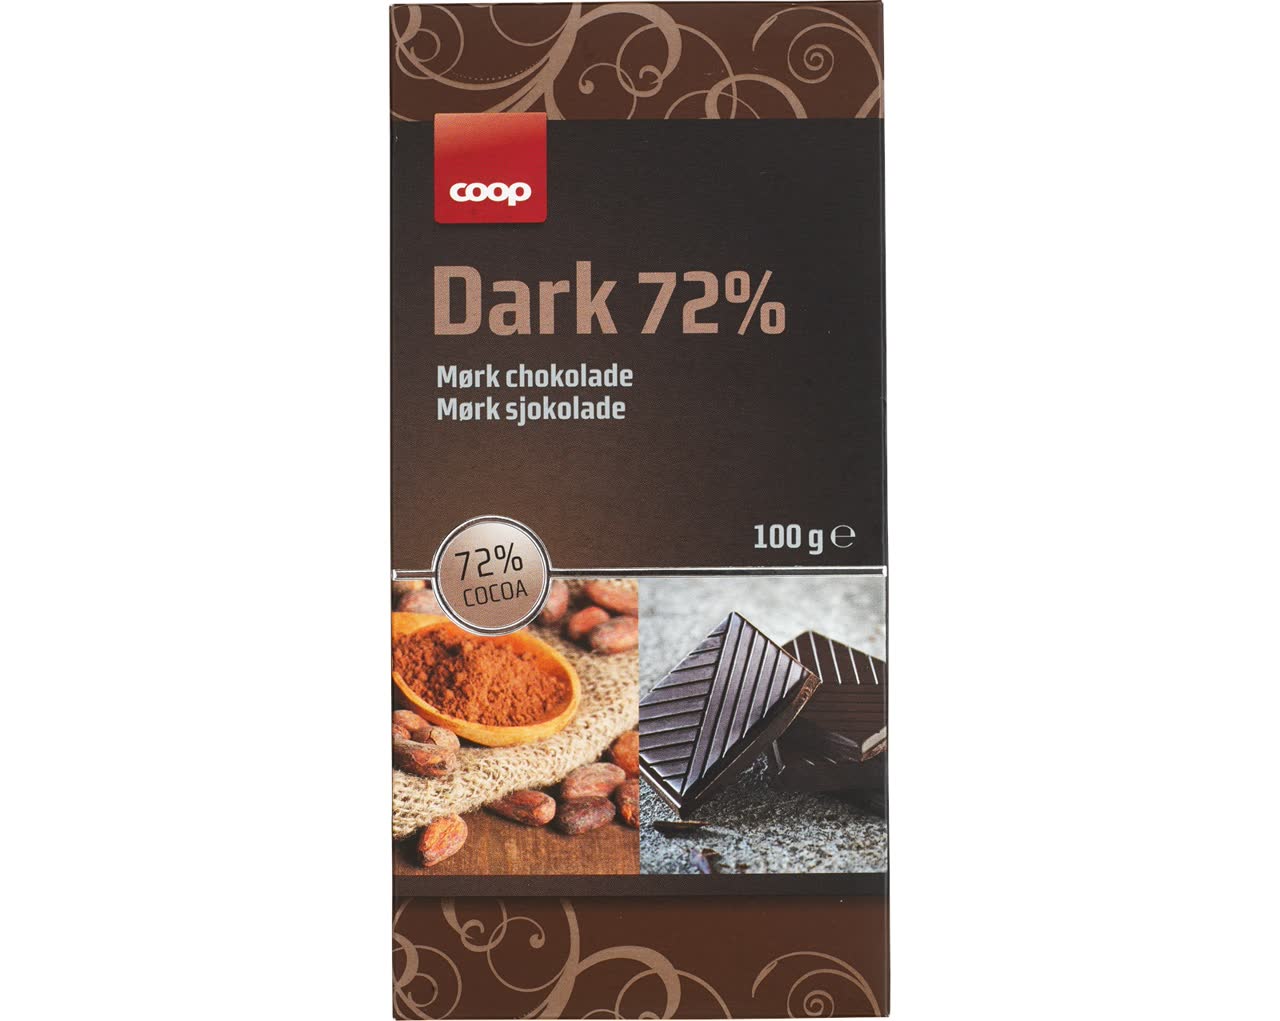 coop
Dark 72%
Mørk chokolade
Mørk sjokolade
100 g ℮
72%
COCOA